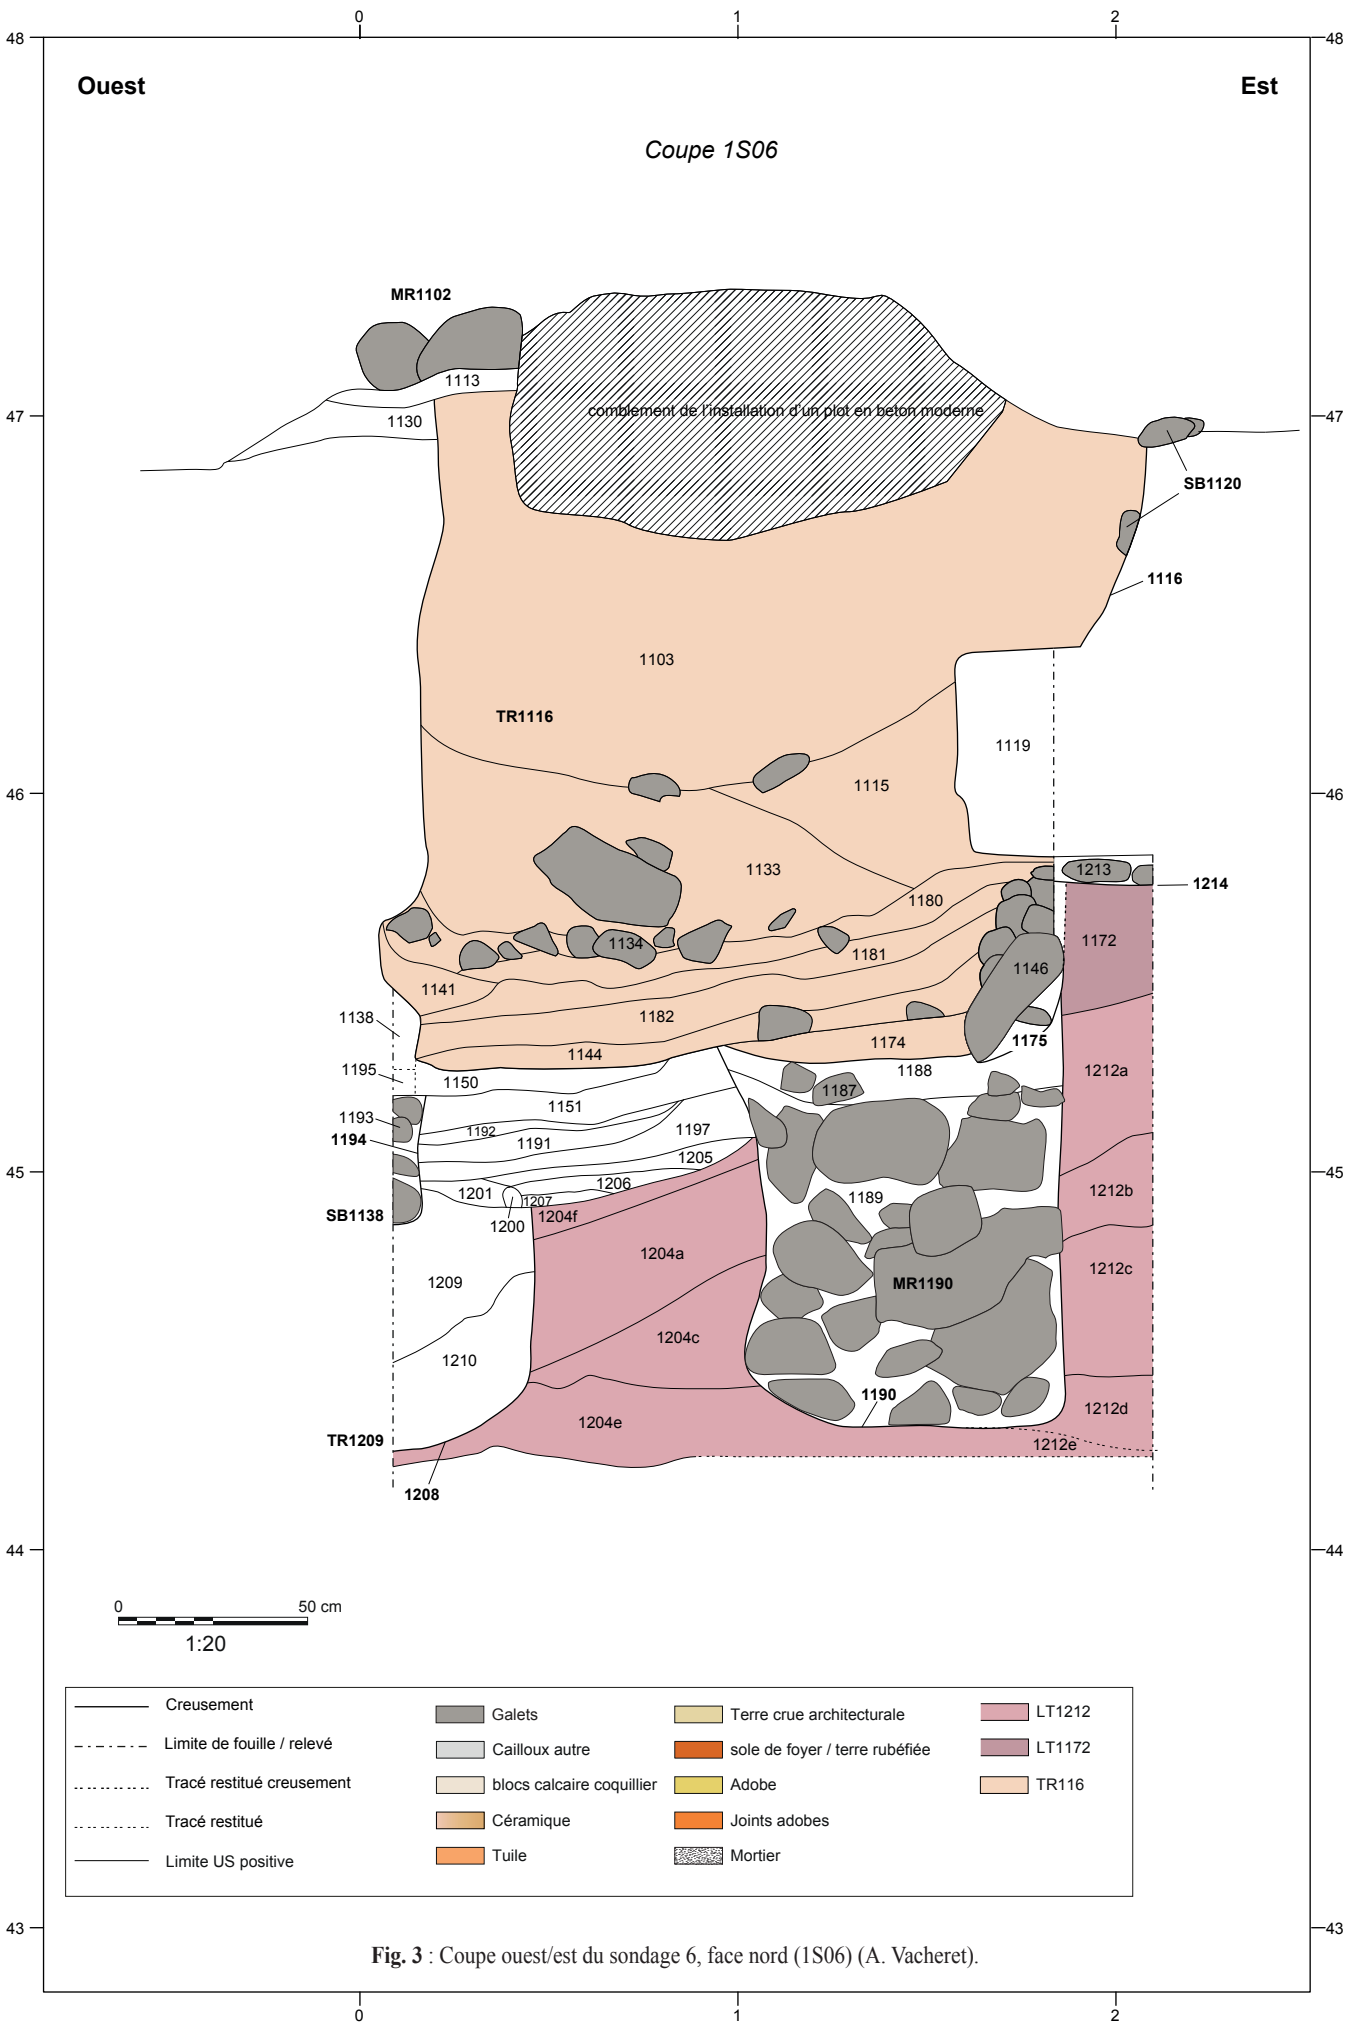 0 1 2
48 48
Ouest Est
Coupe 1S06
MR1102
1113
comblement de l'installation d'un plot en beton moderne
47 47
1130
SB1120
1116
1103
TR1116
1119
46 1115 46
1133
1213
1214
1180
1134
1172
1181
1146
1141
1138
1182
1175
1174
1144
1195
1188
1212a
1150
1187
1151
1193
1192
1197
1194
1191
45 1205 45
1206
1201
1212b
1207
1189
SB1138
1200
1204f
1204a
1212c
1209
MR1190
1204c
1210
1190
1212d
1204e
TR1209
1212e
1208
44 44
0 50 cm
1:20
Creusement
Limite de fouille / relevé
Tracé restitué creusement
Tracé restitué
Limite US positive
Galets
Cailloux autre
blocs calcaire coquillier
Céramique
Tuile
Terre crue architecturale
sole de foyer / terre rubéfiée
Adobe
Joints adobes
Mortier
LT1212
LT1172
TR116
43 43
Fig. 3 : Coupe ouest/est du sondage 6, face nord (1S06) (A. Vacheret).
0 1 2